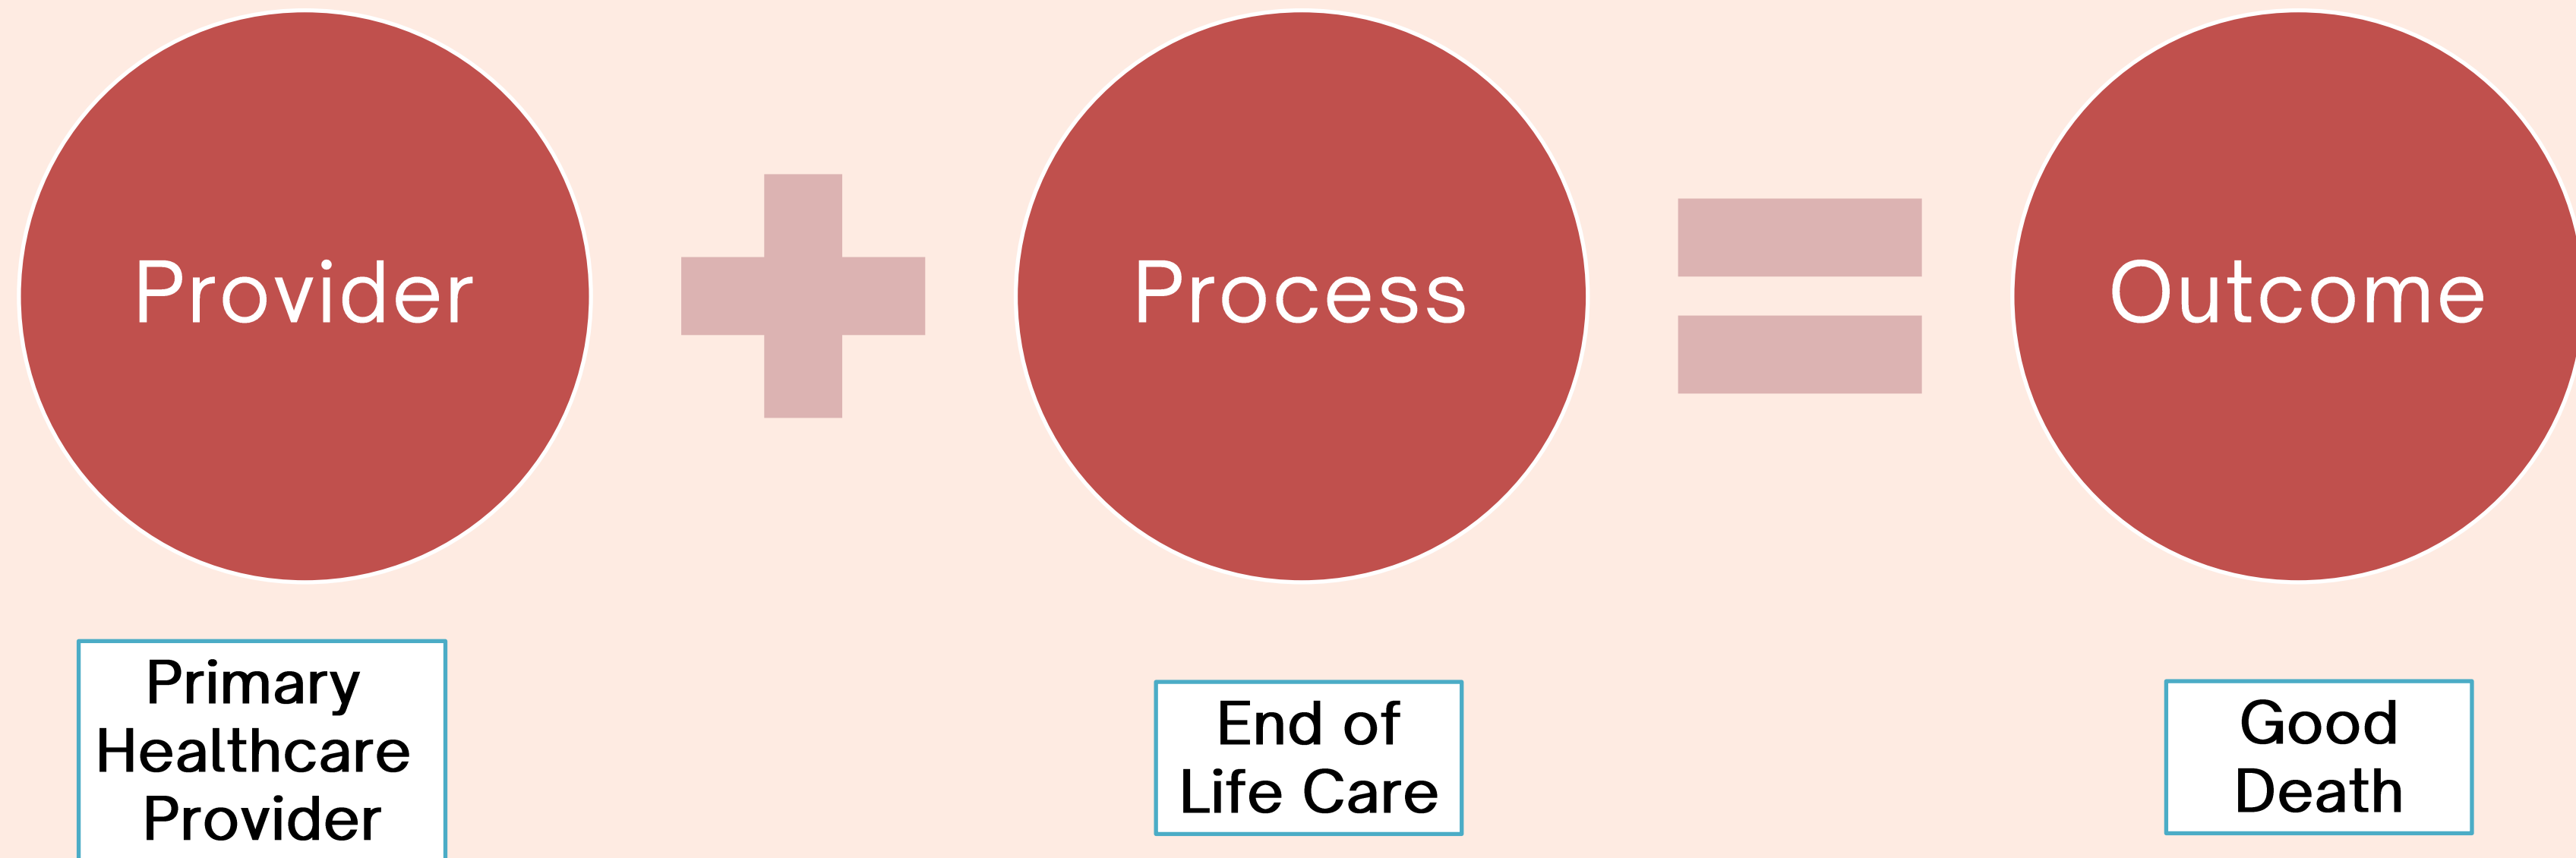 Provider
Process
Outcome
Primary
Healthcare
Provider
End of
Life Care
Good
Death